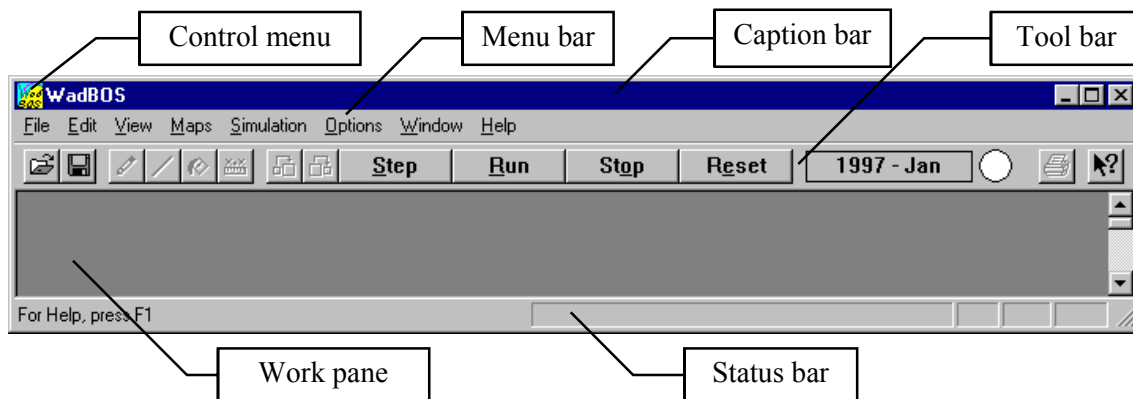 Control menu
Menu bar
Caption bar
Tool bar
WadBOS
File Edit View Maps Simulation Options Window Help
Step Run Stop Reset 1997 - Jan
For Help, press F1
Work pane
Status bar